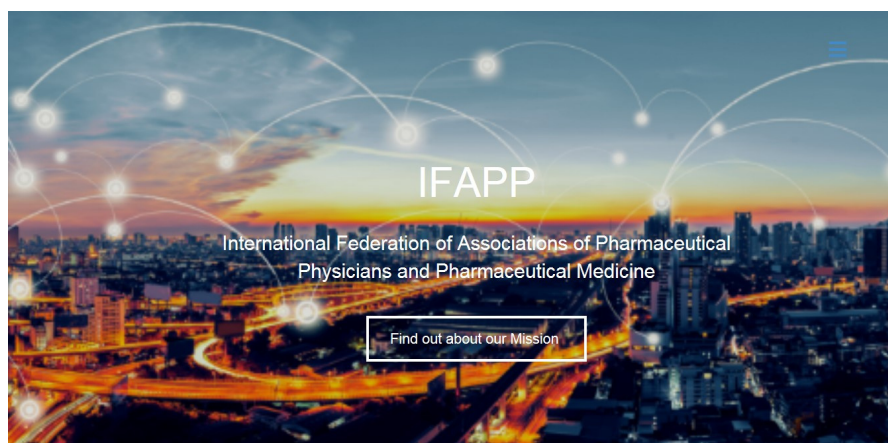 IFAPP
International Federation of Associations of Pharmaceutical
Physicians and Pharmaceutical Medicine
Find out about our Mission